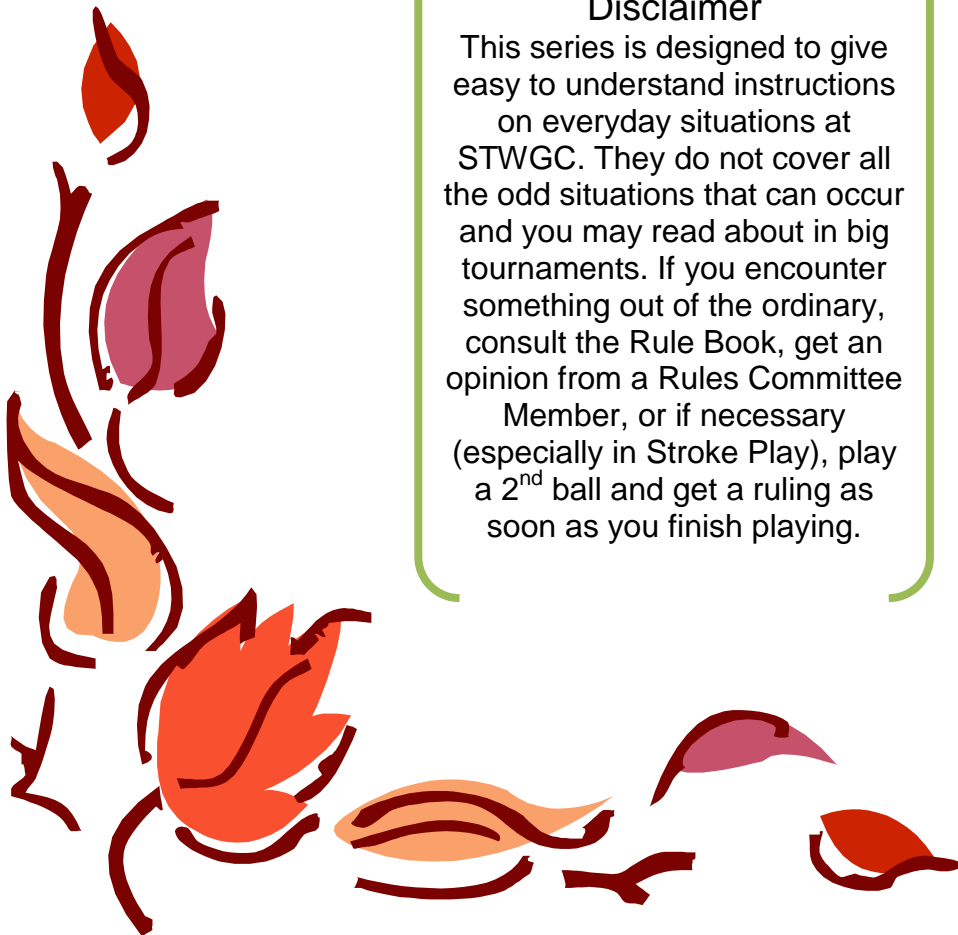 Disclaimer
This series is designed to give
easy to understand instructions
on everyday situations at
STWGC. They do not cover all
the odd situations that can occur
and you may read about in big
tournaments. If you encounter
something out of the ordinary,
consult the Rule Book, get an
opinion from a Rules Committee
Member, or if necessary
(especially in Stroke Play), play
a 2nd ball and get a ruling as
soon as you finish playing.